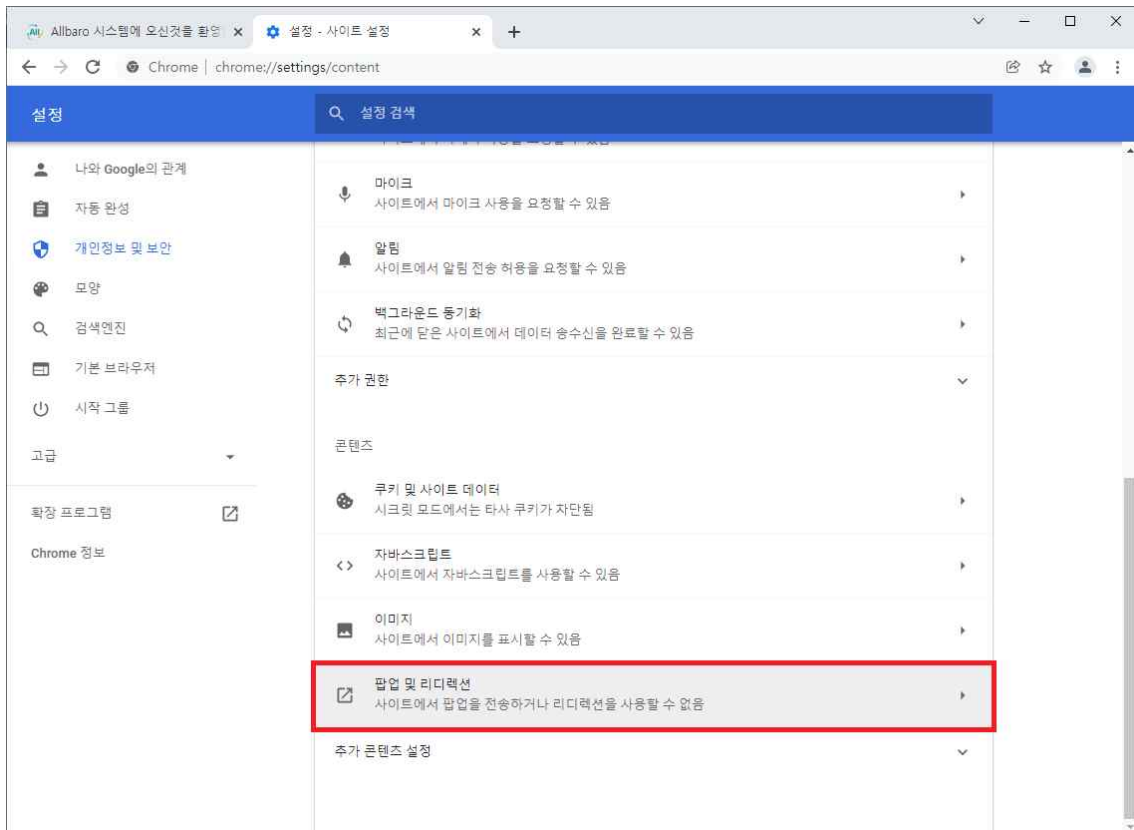 Allbaro 시스템에 오신것을 환영
설정 - 사이트 설정
Chrome | chrome://settings/content
설정
설정 검색
나와 Google의 관계
자동 완성
개인정보 및 보안
모양
검색엔진
기본 브라우저
시작 그룹
고급
확장 프로그램
Chrome 정보
마이크
사이트에서 마이크 사용을 요청할 수 있음
알림
사이트에서 알림 전송 허용을 요청할 수 있음
백그라운드 동기화
최근에 닫은 사이트에서 데이터 송수신을 완료할 수 있음
추가 권한
콘텐츠
쿠키 및 사이트 데이터
시크릿 모드에서는 타사 쿠키가 차단됨
자바스크립트
사이트에서 자바스크립트를 사용할 수 있음
이미지
사이트에서 이미지를 표시할 수 있음
팝업 및 리디렉션
사이트에서 팝업을 전송하거나 리디렉션을 사용할 수 없음
추가 콘텐츠 설정